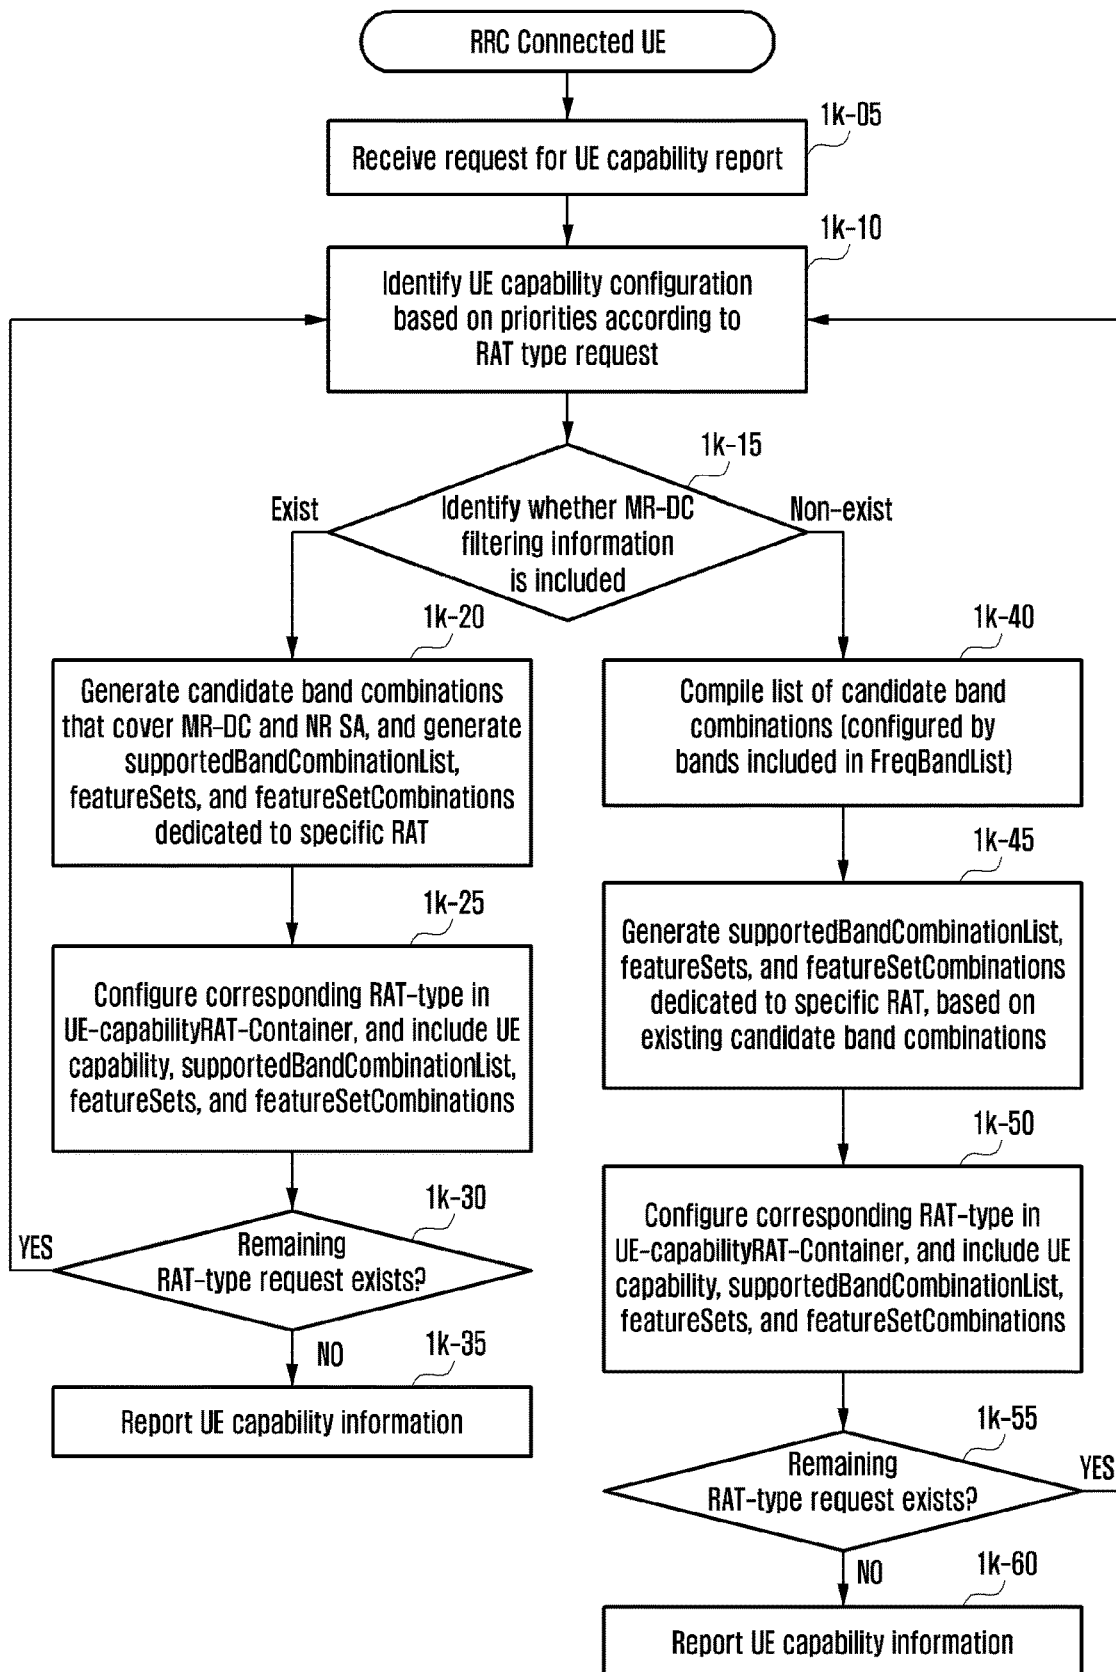 RRC Connected UE
1k-05
Receive request for UE capability report
1k-10
Identify UE capability configuration
based on priorities according to
RAT type request
1k-15
Exist
Identify whether MR-DC
filtering information
is included
Non-exist
1k-20
Generate candidate band combinations
that cover MR-DC and NR SA, and generate
supportedBandCombinationList,
featureSets, and featureSetCombinations
dedicated to specific RAT
1k-25
Configure corresponding RAT-type in
UE-capabilityRAT-Container, and include UE
capability, supportedBandCombinationList,
featureSets, and featureSetCombinations
1k-30
YES
Remaining
RAT-type request exists?
NO
1k-35
Report UE capability information
1k-40
Compile list of candidate band
combinations (configured by
bands included in FreqBandList)
1k-45
Generate supportedBandCombinationList,
featureSets, and featureSetCombinations
dedicated to specific RAT, based on
existing candidate band combinations
1k-50
Configure corresponding RAT-type in
UE-capabilityRAT-Container, and include UE
capability, supportedBandCombinationList,
featureSets, and featureSetCombinations
1k-55
Remaining
RAT-type request exists?
YES
NO
1k-60
Report UE capability information